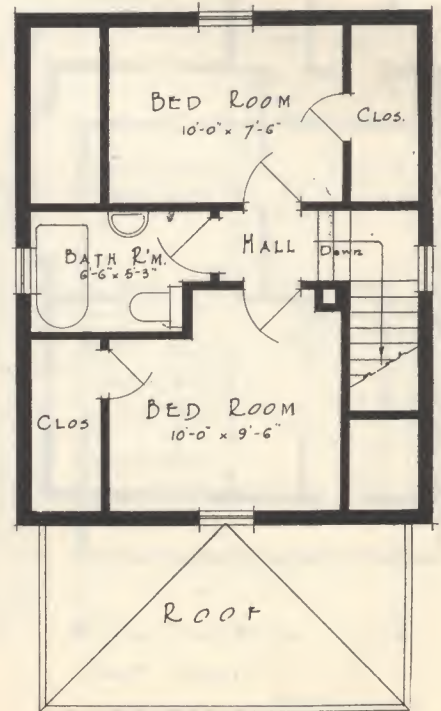 BED ROOM
10'-0" x 7'-6"
CLOS.
BATH R'M.
6'-6" x 5'-3"
HALL
Down
BED ROOM
10'-0" x 9'-6"
CLOS
ROOF